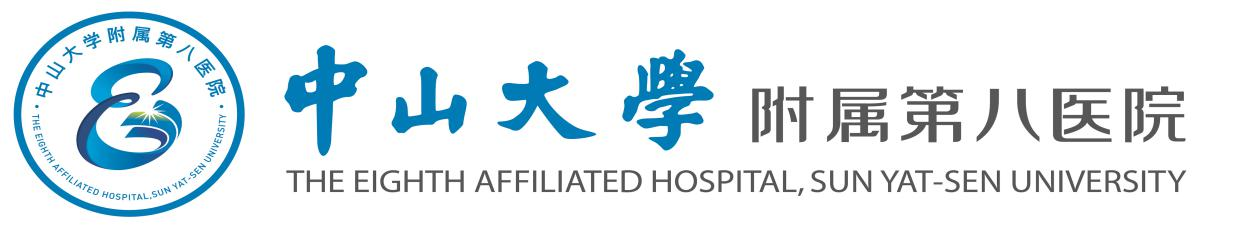 中山大学附属第八医院
THE EIGHTH AFFILIATED HOSPITAL,SUN YAT-SEN UNIVERSITY
中山大學 附属第八医院
THE EIGHTH AFFILIATED HOSPITAL, SUN YAT-SEN UNIVERSITY